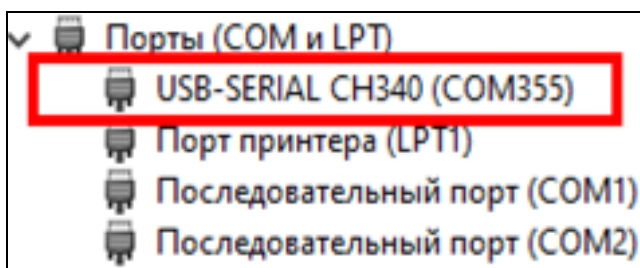 Порты (COM и LPT)
USB-SERIAL CH340 (COM355)
Порт принтера (LPT1)
Последовательный порт (COM1)
Последовательный порт (COM2)